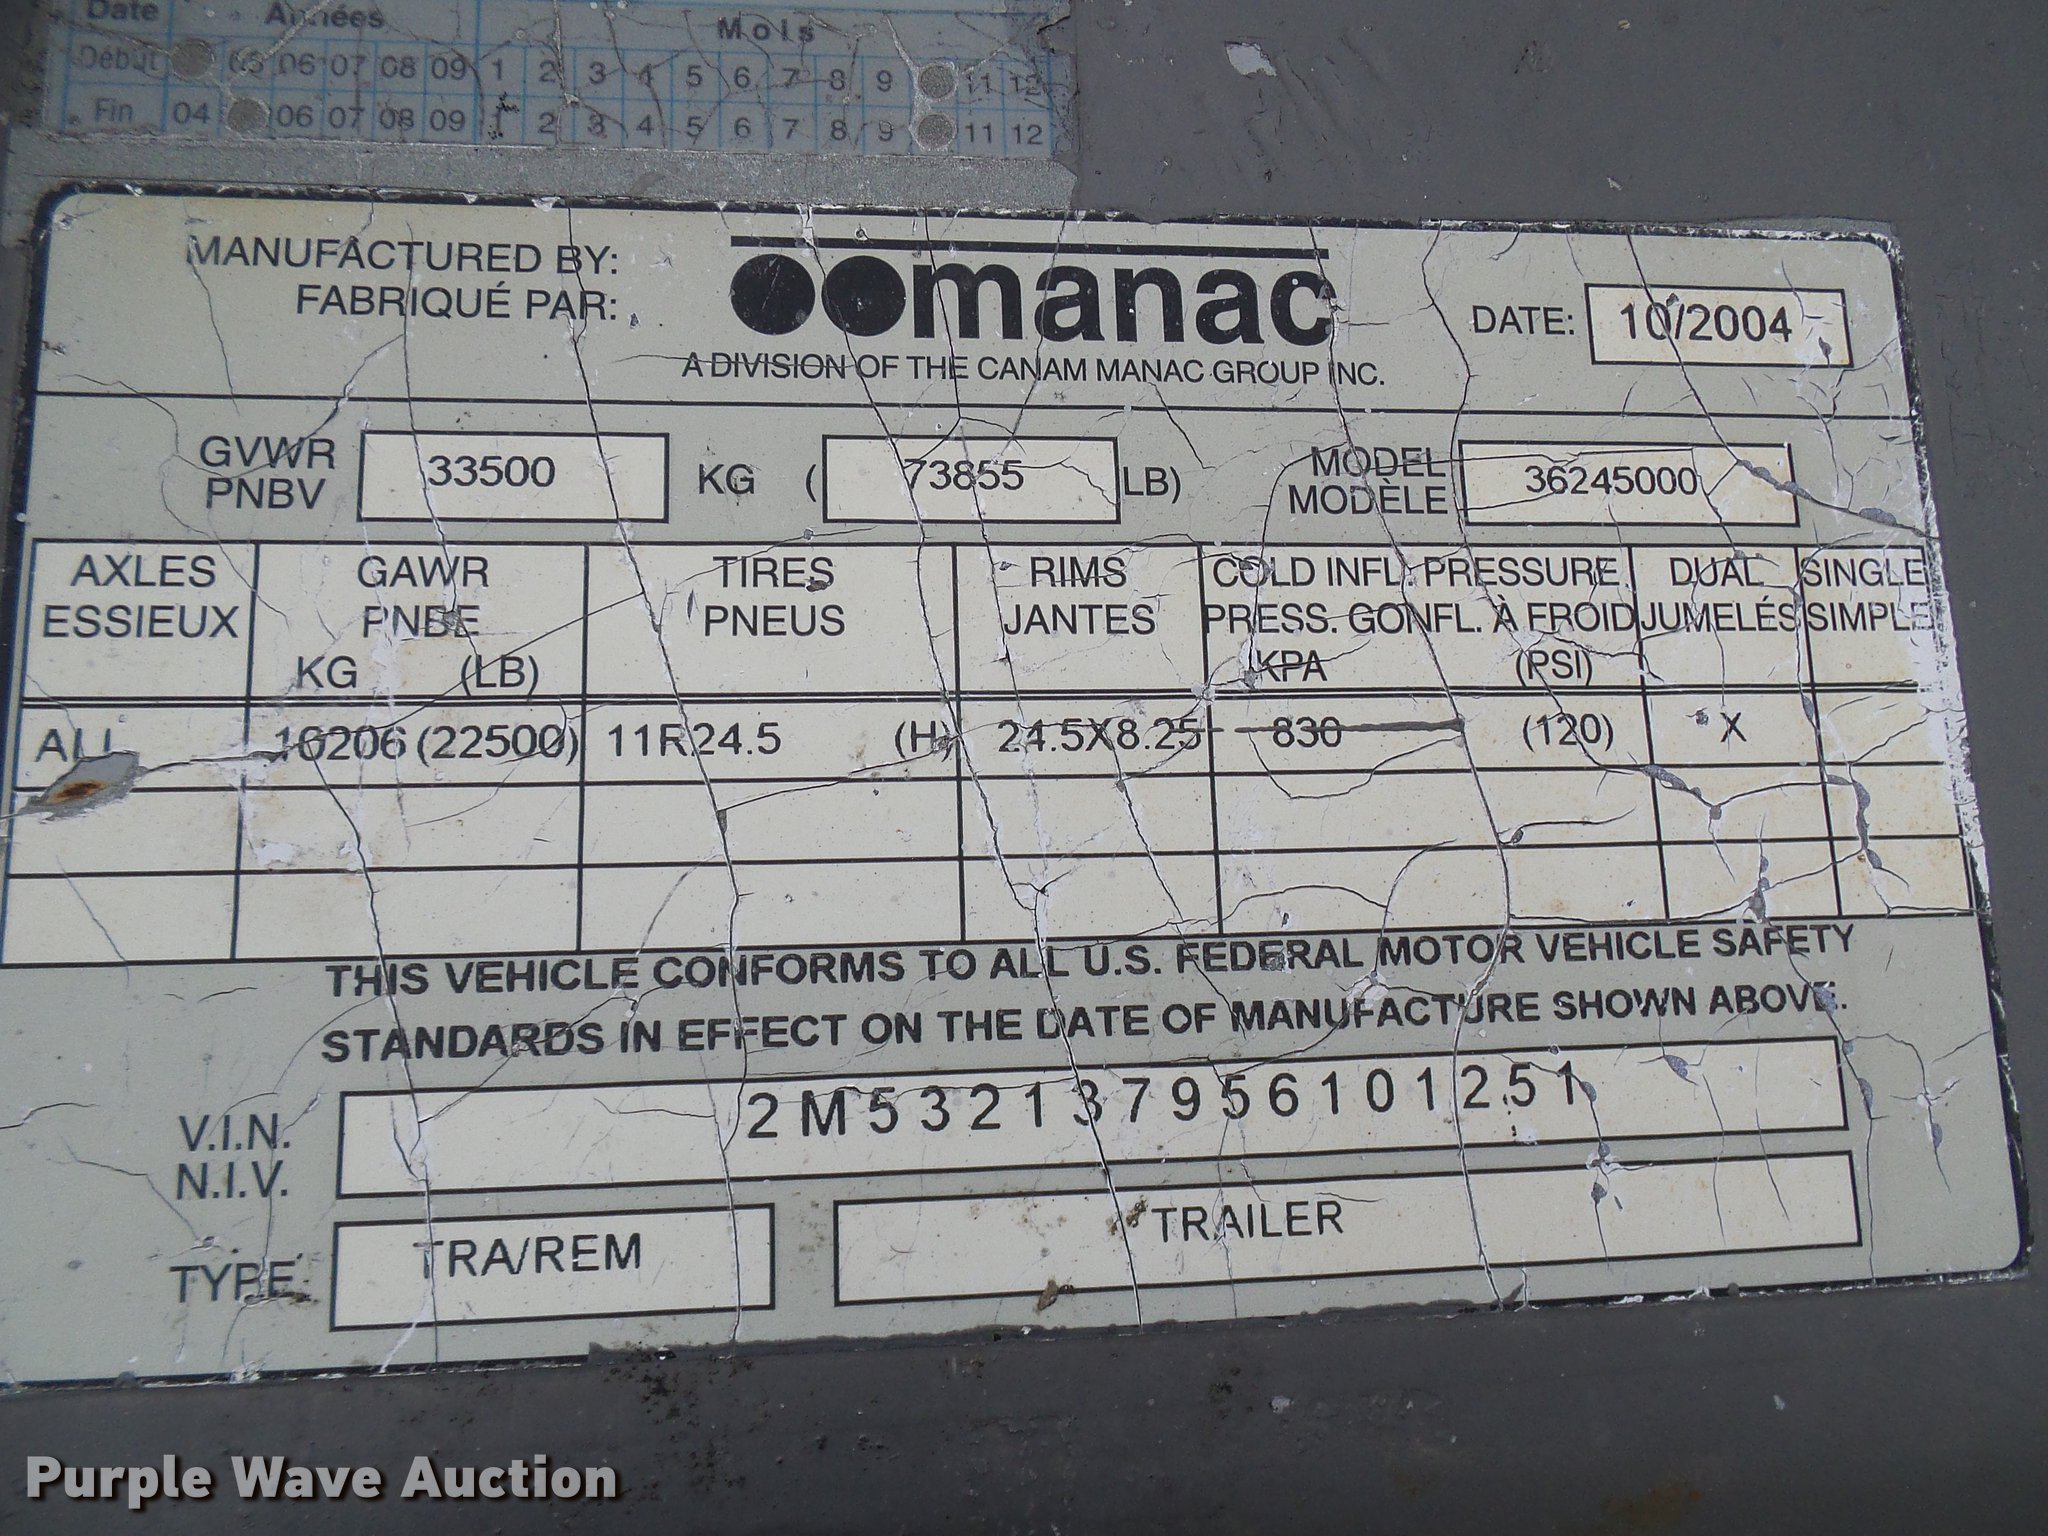 Date Années Mois
Début 05 06 07 08 09 1 2 3 4 5 6 7 8 9 11 12
Fin 04 06 07 08 09 1 2 3 4 5 6 7 8 9 11 12
MANUFACTURED BY:
FABRIQUÉ PAR:
manac
A DIVISION OF THE CANAM MANAC GROUP INC.
DATE: 10/2004
GVWR
PNBV
33500 KG ( 73855 LB)
MODEL
MODÈLE
36245000
AXLES GAWR TIRES RIMS COLD INFL. PRESSURE DUAL SINGLE
ESSIEUX PNBE PNEUS JANTES PRESS. GONFL. À FROID JUMELÉS SIMPLE
KG (LB) KPA (PSI)
ALL 10206 (22500) 11R24.5 (H) 24.5X8.25 830 (120) X
THIS VEHICLE CONFORMS TO ALL U.S. FEDERAL MOTOR VEHICLE SAFETY
STANDARDS IN EFFECT ON THE DATE OF MANUFACTURE SHOWN ABOVE.
V.I.N.
N.I.V.
2M532137956101251
TYPE TRA/REM TRAILER
Purple Wave Auction